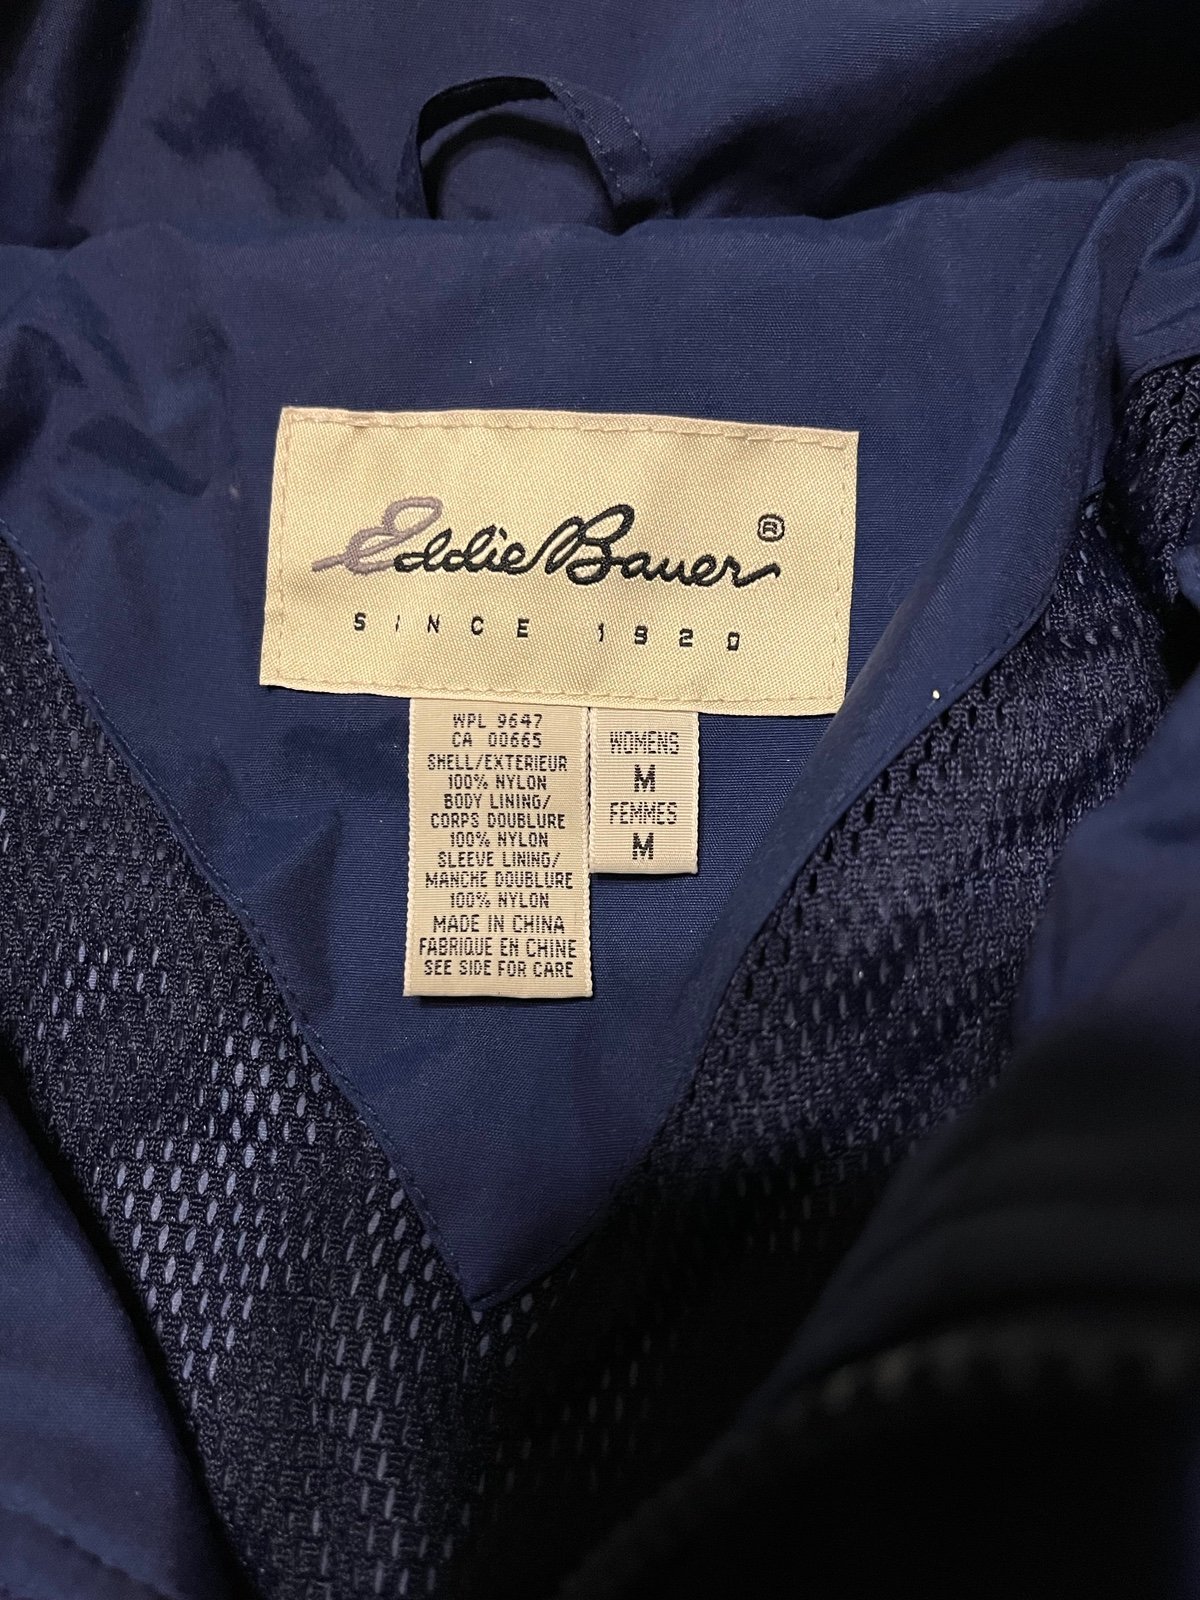 Eddie Bauer®
SINCE 1920
WPL 9647
CA 00665
SHELL/EXTERIEUR
100% NYLON
BODY LINING/
CORPS DOUBLURE
100% NYLON
SLEEVE LINING/
MANCHE DOUBLURE
100% NYLON
MADE IN CHINA
FABRIQUE EN CHINE
SEE SIDE FOR CARE
WOMENS
M
FEMMES
M